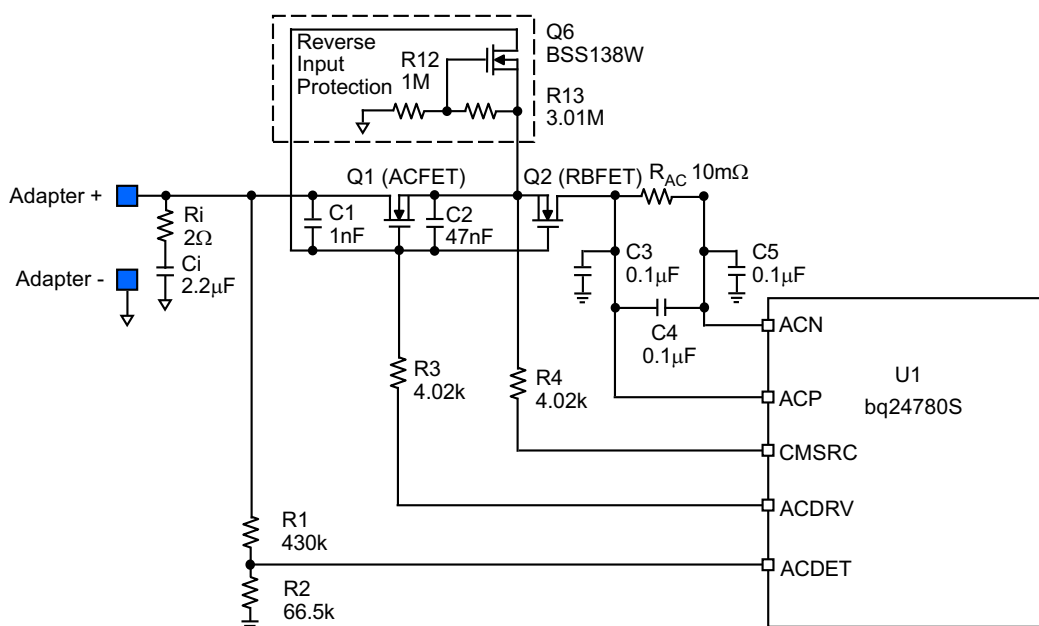 Reverse
Input
Protection
R12
1M
Q6
BSS138W
R13
3.01M
Q1 (ACFET)
Q2 (RBFET)
R_AC 10mΩ
Adapter +
Ri
2Ω
C1
1nF
C2
47nF
Adapter -
Ci
2.2μF
C3
0.1μF
C5
0.1μF
C4
0.1μF
ACN
R3
4.02k
R4
4.02k
U1
bq24780S
ACP
CMSRC
ACDRV
R1
430k
ACDET
R2
66.5k